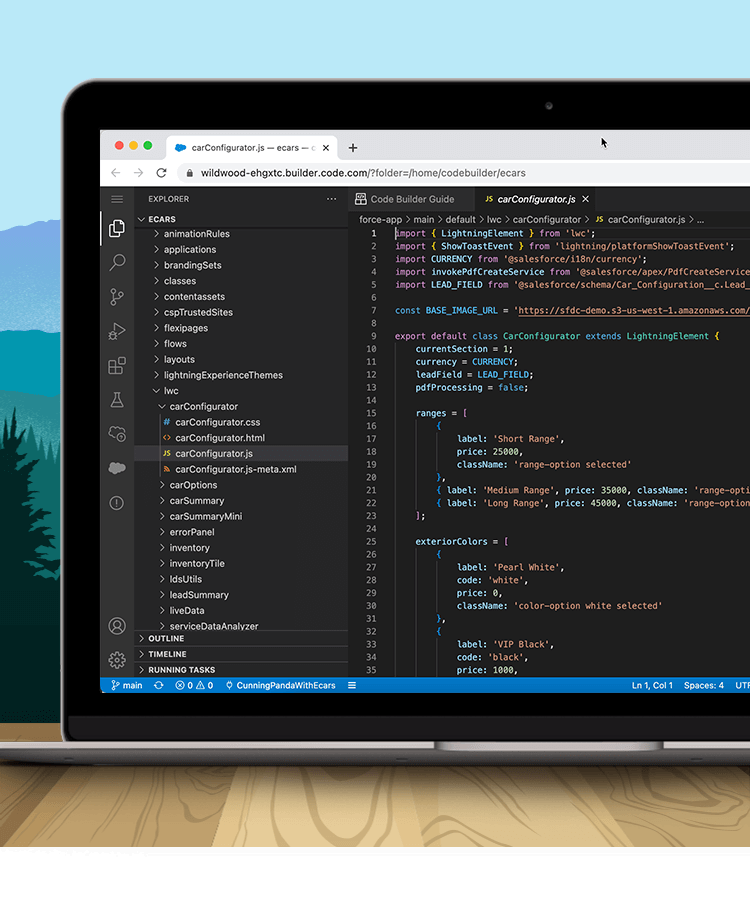 carConfigurator.js — ecars —
wildwood-ehgxtc.builder.code.com/?folder=/home/codebuilder/ecars
EXPLORER
Code Builder Guide
JS carConfigurator.js
ECARS
force-app > main > default > lwc > carConfigurator > JS carConfigurator.js > ...
animationRules
applications
brandingSets
classes
contentassets
cspTrustedSites
flexipages
flows
layouts
lightningExperienceThemes
lwc
carConfigurator
# carConfigurator.css
<> carConfigurator.html
JS carConfigurator.js
carConfigurator.js-meta.xml
carOptions
carSummary
carSummaryMini
errorPanel
inventory
inventoryTile
ldsUtils
leadSummary
liveData
serviceDataAnalyzer
OUTLINE
TIMELINE
RUNNING TASKS
1 import { LightningElement } from 'lwc';
2 import { ShowToastEvent } from 'lightning/platformShowToastEvent';
3 import CURRENCY from '@salesforce/i18n/currency';
4 import invokePdfCreateService from '@salesforce/apex/PdfCreateService
5 import LEAD_FIELD from '@salesforce/schema/Car_Configuration__c.Lead_
6
7 const BASE_IMAGE_URL = 'https://sfdc-demo.s3-us-west-1.amazonaws.com/
8
9 export default class CarConfigurator extends LightningElement {
10 currentSection = 1;
11 currency = CURRENCY;
12 leadField = LEAD_FIELD;
13 pdfProcessing = false;
14
15 ranges = [
16 {
17 label: 'Short Range',
18 price: 25000,
19 className: 'range-option selected'
20 },
21 { label: 'Medium Range', price: 35000, className: 'range-opti
22 { label: 'Long Range', price: 45000, className: 'range-option
23 ];
24
25 exteriorColors = [
26 {
27 label: 'Pearl White',
28 code: 'white',
29 price: 0,
30 className: 'color-option white selected'
31 },
32 {
33 label: 'VIP Black',
34 code: 'black',
35 price: 1000,
main
0
0
CunningPandaWithEcars
Ln 1, Col 1
Spaces: 4
UTF